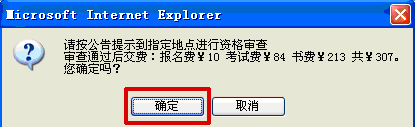 Microsoft Internet Explorer
请按公告提示到指定地点进行资格审查
审查通过后交费：报名费￥10 考试费￥84 书费￥213 共￥307。
您确定吗？
确定 取消